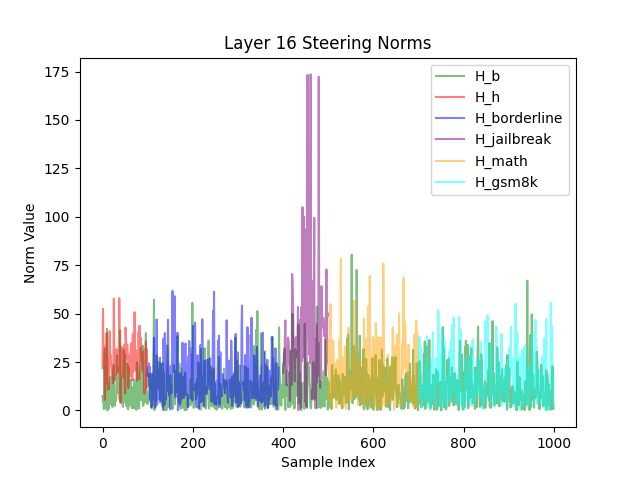 Layer 16 Steering Norms
Norm Value
175
150
125
100
75
50
25
0
0 200 400 600 800 1000
Sample Index
H_b
H_h
H_borderline
H_jailbreak
H_math
H_gsm8k